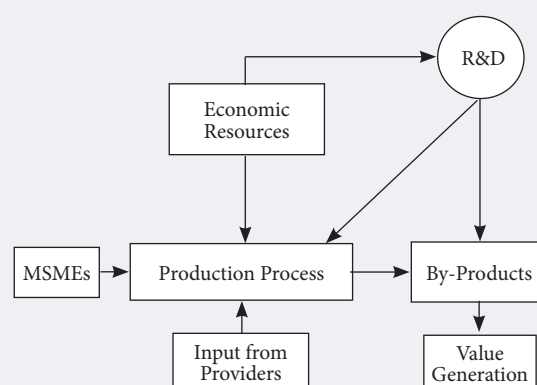 R&D
Economic
Resources
MSMEs
Production Process
By-Products
Input from
Providers
Value
Generation